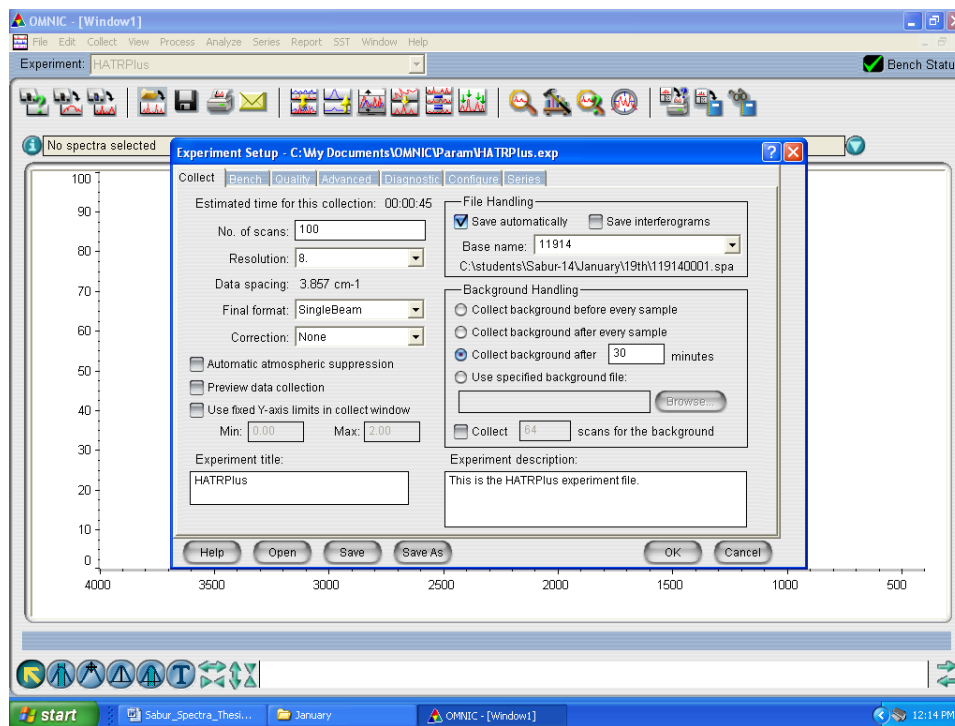 OMNIC - [Window1]
File Edit Collect View Process Analyze Series Report SST Window Help
Experiment: HATRPlus
Bench Statu
No spectra selected
Experiment Setup - C:\My Documents\OMNIC\Param\HATRPlus.exp
Collect Bench Quality Advanced Diagnostic Configure Series
Estimated time for this collection: 00:00:45
No. of scans: 100
Resolution: 8.
Data spacing: 3.857 cm-1
Final format: SingleBeam
Correction: None
Automatic atmospheric suppression
Preview data collection
Use fixed Y-axis limits in collect window
Min: 0.00 Max: 2.00
Experiment title:
HATRPlus
File Handling
Save automatically Save interferograms
Base name: 11914
C:\students\Sabur-14\January\19th\119140001.spa
Background Handling
Collect background before every sample
Collect background after every sample
Collect background after 30 minutes
Use specified background file:
Browse...
Collect 64 scans for the background
Experiment description:
This is the HATRPlus experiment file.
Help Open Save Save As OK Cancel
100
90
80
70
60
50
40
30
20
10
0
4000 3500 3000 2500 2000 1500 1000 500
T
start Sabur_Spectra_Thesi... January OMNIC - [Window1] 12:14 PM